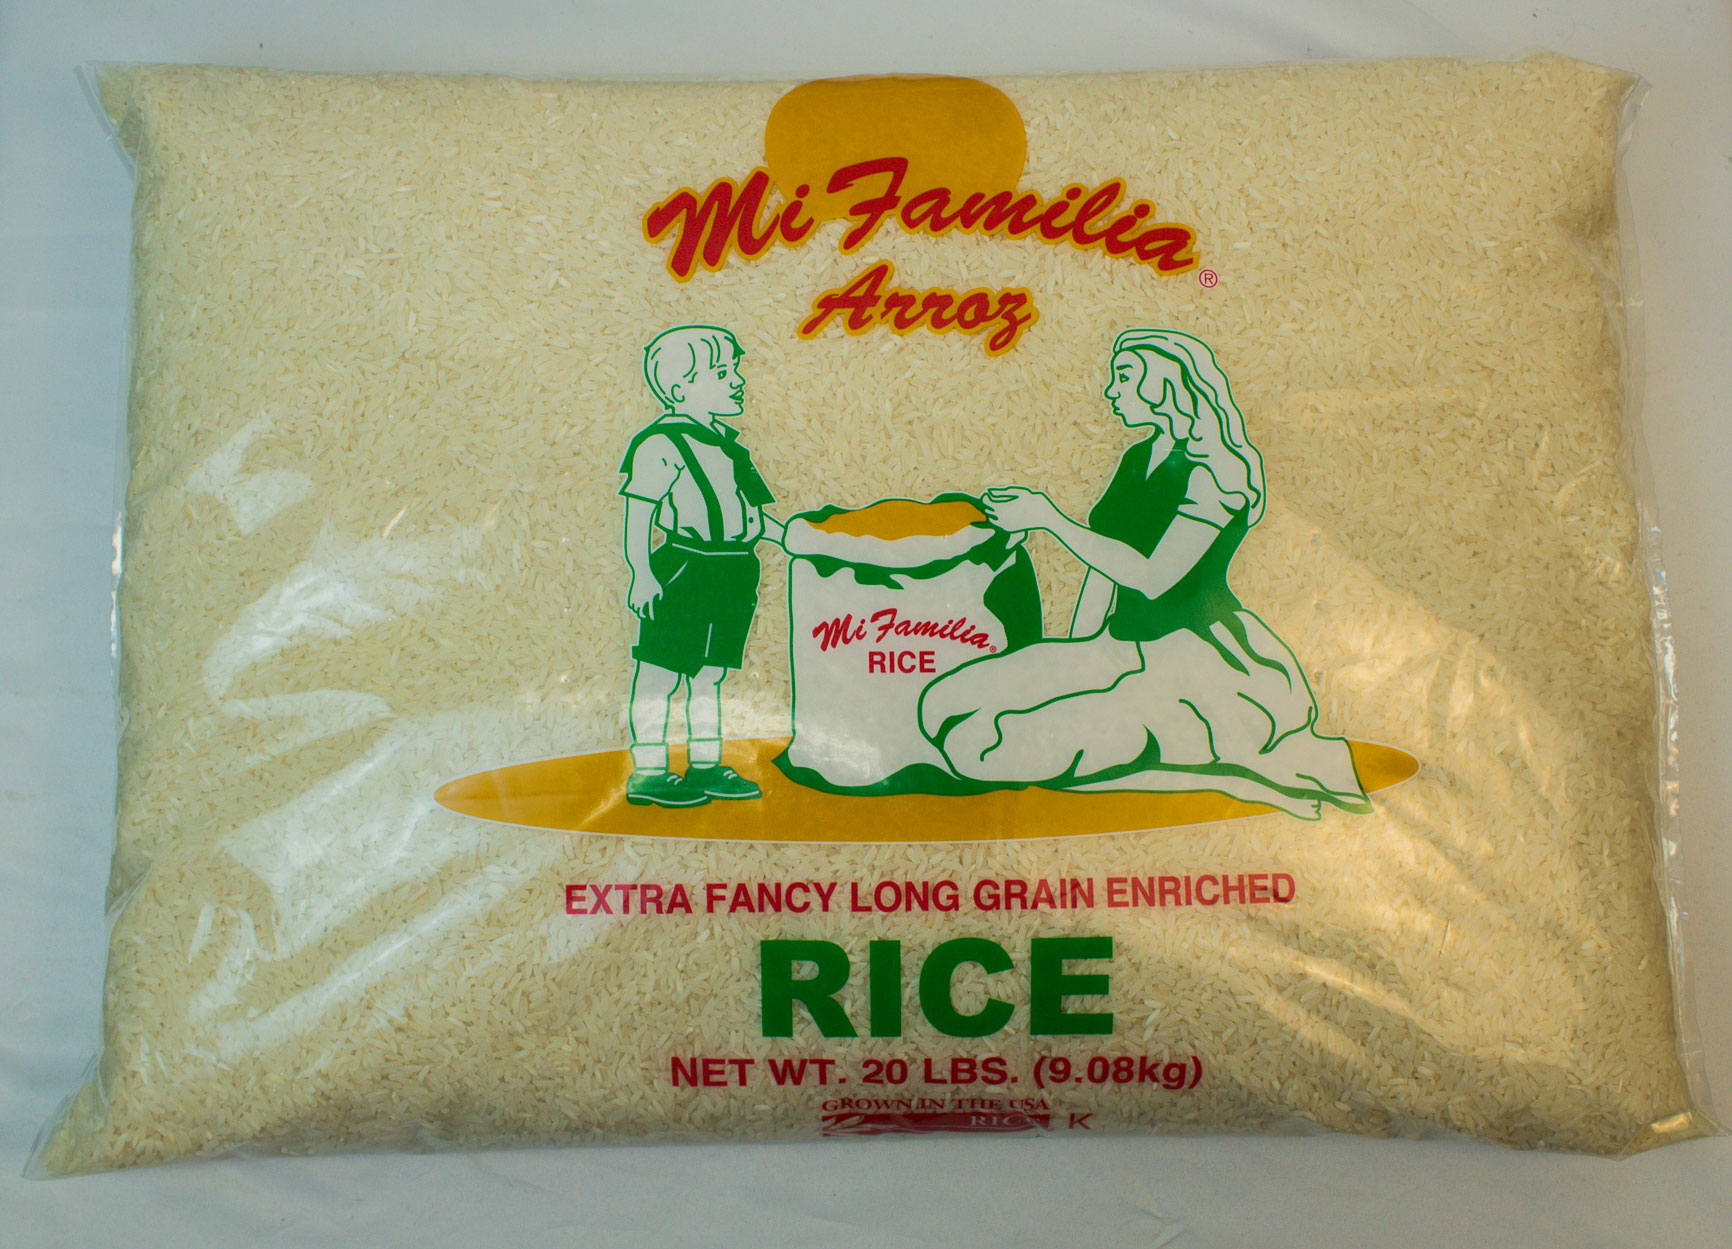 Mi Familia®
Arroz
Mi Familia®
RICE
EXTRA FANCY LONG GRAIN ENRICHED
RICE
NET WT. 20 LBS. (9.08kg)
GROWN IN THE USA
RICE K